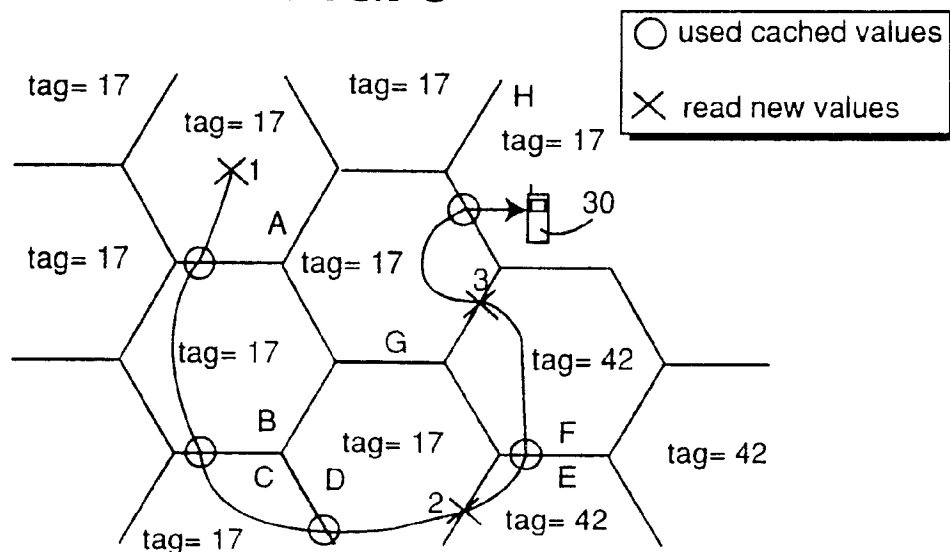 used cached values
read new values
tag= 17
tag= 17
tag= 17
H
tag= 17
1
30
A
tag= 17
tag= 17
3
tag= 17
G
tag= 42
B
tag= 17
F
tag= 42
C
D
E
2
tag= 42
tag= 17